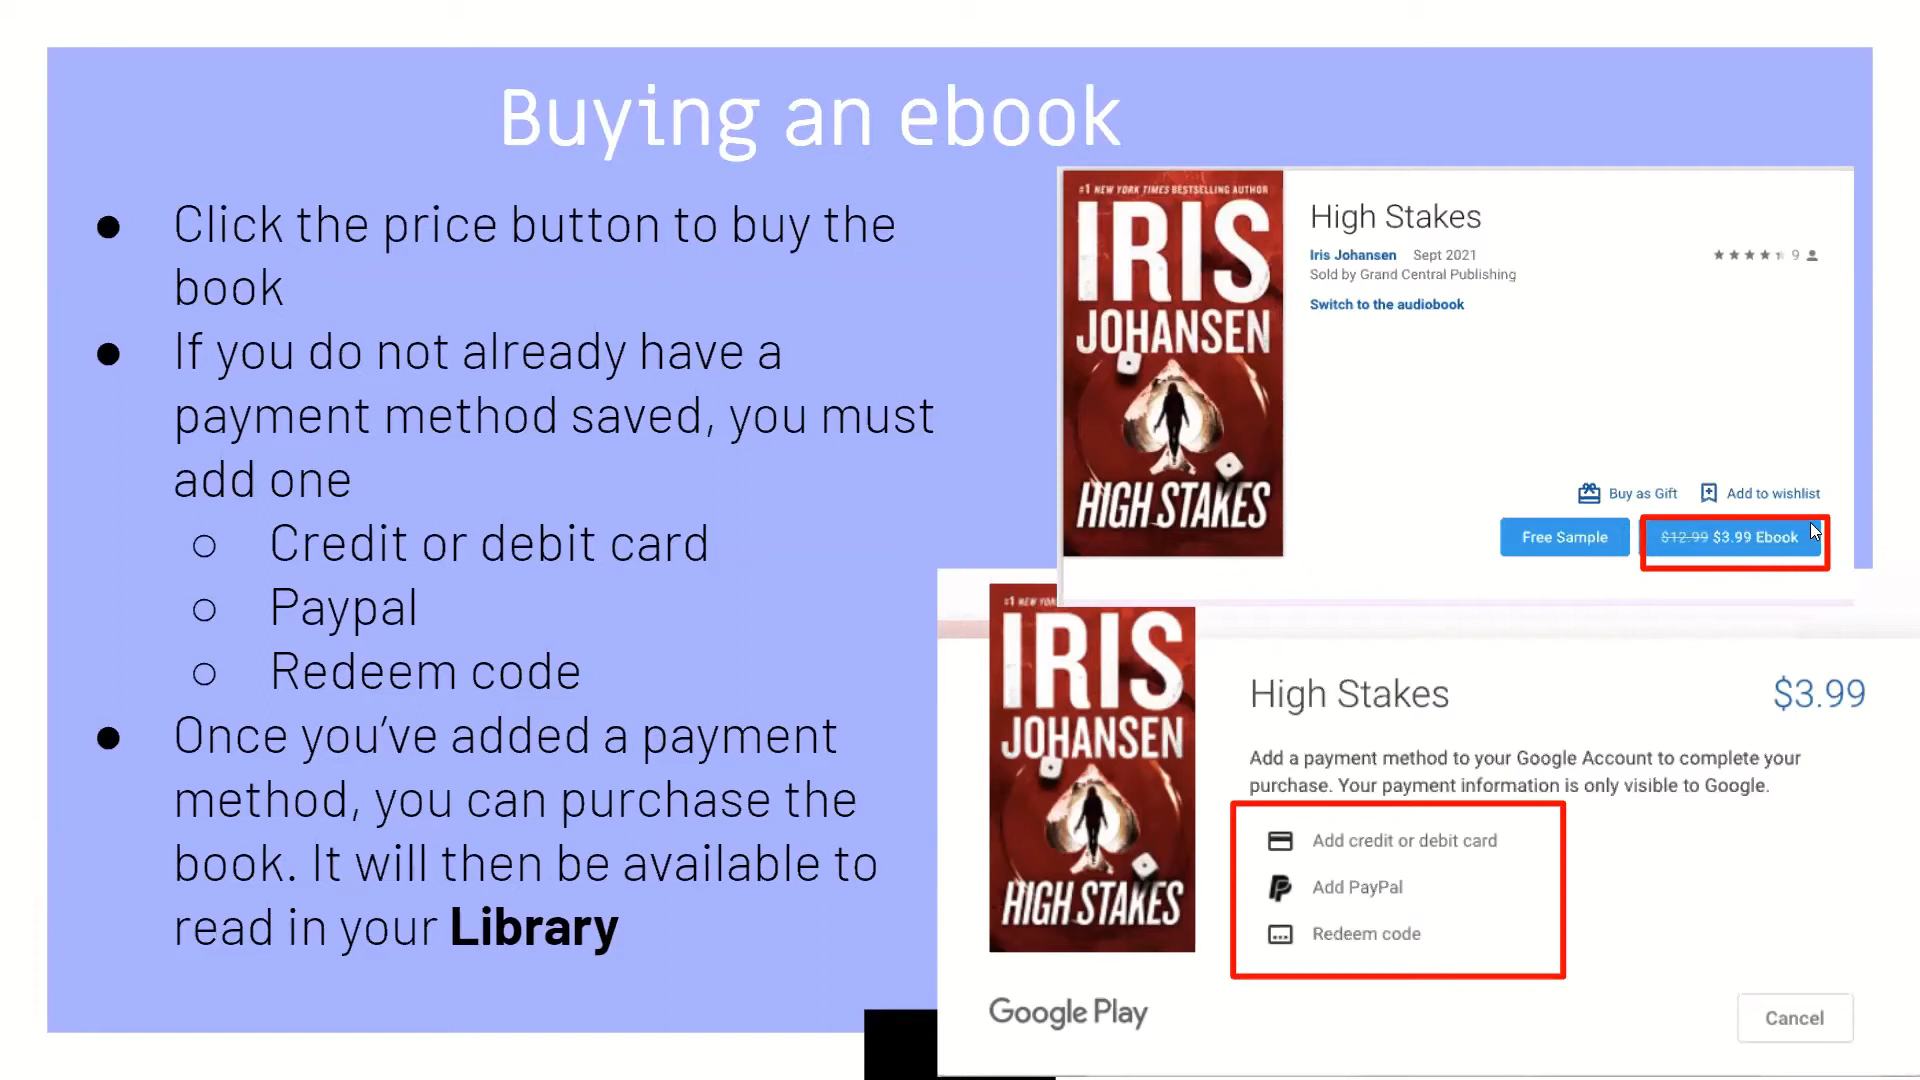 Buying an ebook
● Click the price button to buy the
book
● If you do not already have a
payment method saved, you must
add one
○ Credit or debit card
○ Paypal
○ Redeem code
● Once you’ve added a payment
method, you can purchase the
book. It will then be available to
read in your Library
#1 NEW YORK TIMES BESTSELLING AUTHOR
IRIS
JOHANSEN
HIGH STAKES
High Stakes
Iris Johansen Sept 2021
9
Sold by Grand Central Publishing
Switch to the audiobook
Buy as Gift Add to wishlist
Free Sample $12.99 $3.99 Ebook
#1 NEW YOR
IRIS
JOHANSEN
HIGH STAKES
High Stakes $3.99
Add a payment method to your Google Account to complete your
purchase. Your payment information is only visible to Google.
Add credit or debit card
Add PayPal
Redeem code
Google Play
Cancel